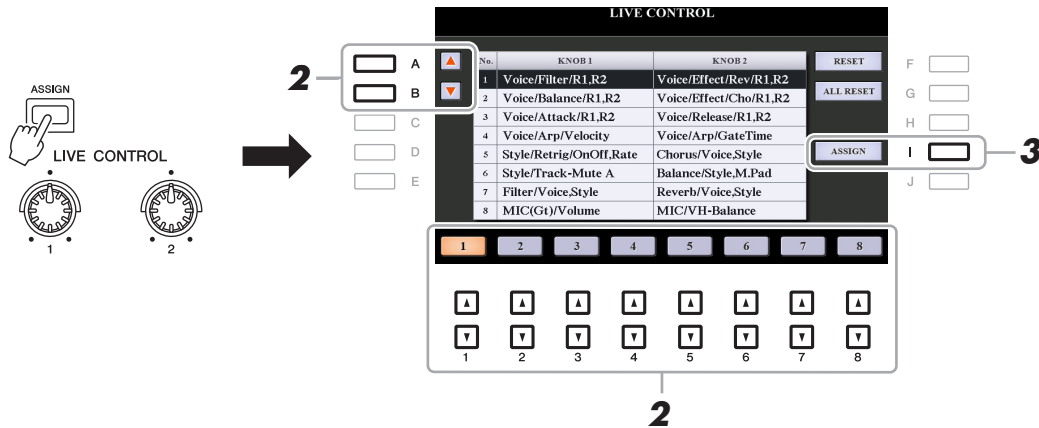 LIVE CONTROL
ASSIGN
LIVE CONTROL
1 2
2
A
B
C
D
E
No. KNOB 1 KNOB 2
1 Voice/Filter/R1,R2 Voice/Effect/Rev/R1,R2
2 Voice/Balance/R1,R2 Voice/Effect/Cho/R1,R2
3 Voice/Attack/R1,R2 Voice/Release/R1,R2
4 Voice/Arp/Velocity Voice/Arp/GateTime
5 Style/Retrig/OnOff,Rate Chorus/Voice,Style
6 Style/Track-Mute A Balance/Style,M.Pad
7 Filter/Voice,Style Reverb/Voice,Style
8 MIC(Gt)/Volume MIC/VH-Balance
RESET
ALL RESET
ASSIGN
F
G
H
I
J
3
1 2 3 4 5 6 7 8
1 2 3 4 5 6 7 8
2